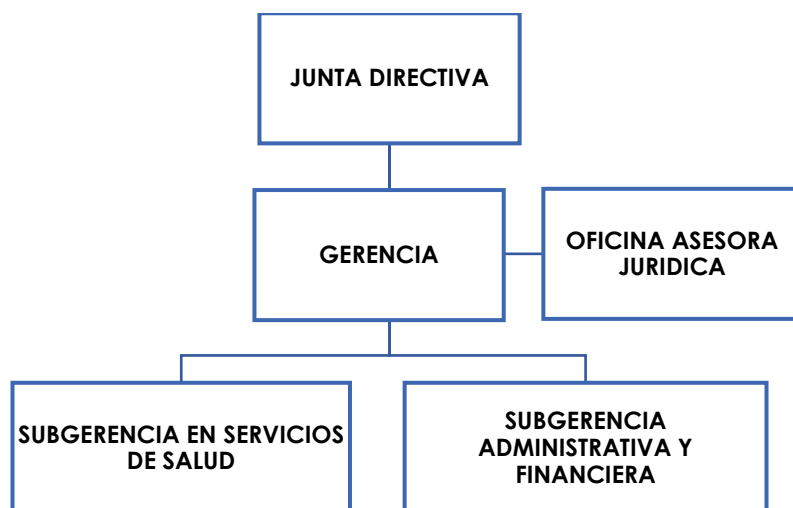 JUNTA DIRECTIVA
GERENCIA
OFICINA ASESORA
JURIDICA
SUBGERENCIA EN SERVICIOS
DE SALUD
SUBGERENCIA
ADMINISTRATIVA Y
FINANCIERA